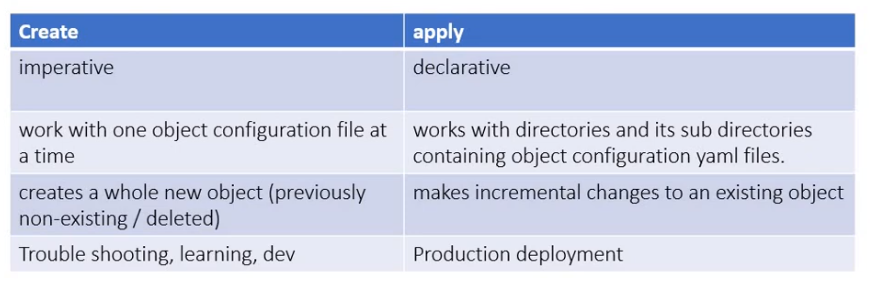 Create
apply
imperative
declarative
work with one object configuration file at
a time
works with directories and its sub directories
containing object configuration yaml files.
creates a whole new object (previously
non-existing / deleted)
makes incremental changes to an existing object
Trouble shooting, learning, dev
Production deployment